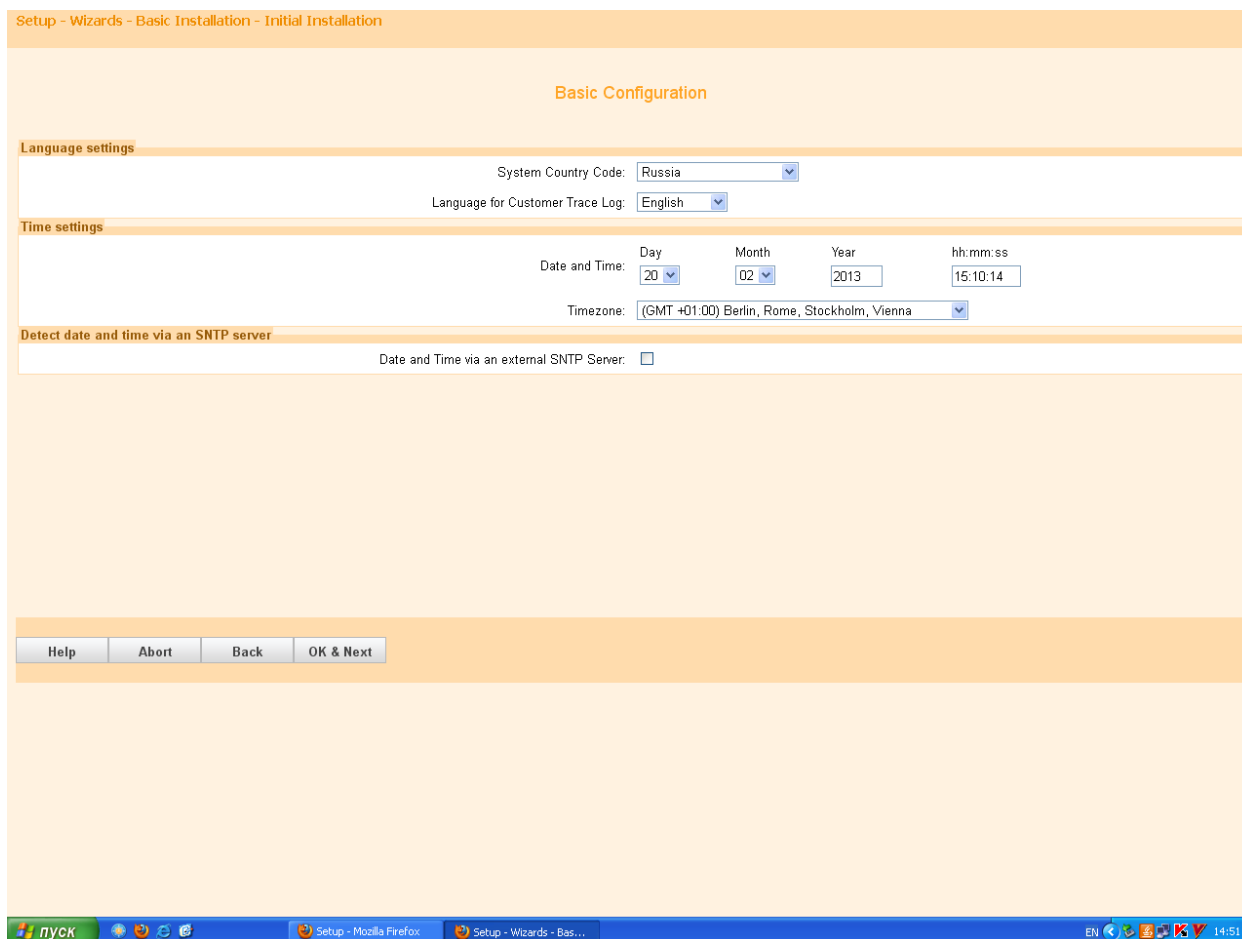 Setup - Wizards - Basic Installation - Initial Installation
Basic Configuration
Language settings
System Country Code: Russia
Language for Customer Trace Log: English
Time settings
Day Month Year hh:mm:ss
Date and Time: 20 02 2013 15:10:14
Timezone: (GMT +01:00) Berlin, Rome, Stockholm, Vienna
Detect date and time via an SNTP server
Date and Time via an external SNTP Server:
Help Abort Back OK & Next
пуск Setup - Mozilla Firefox Setup - Wizards - Bas... EN 14:51